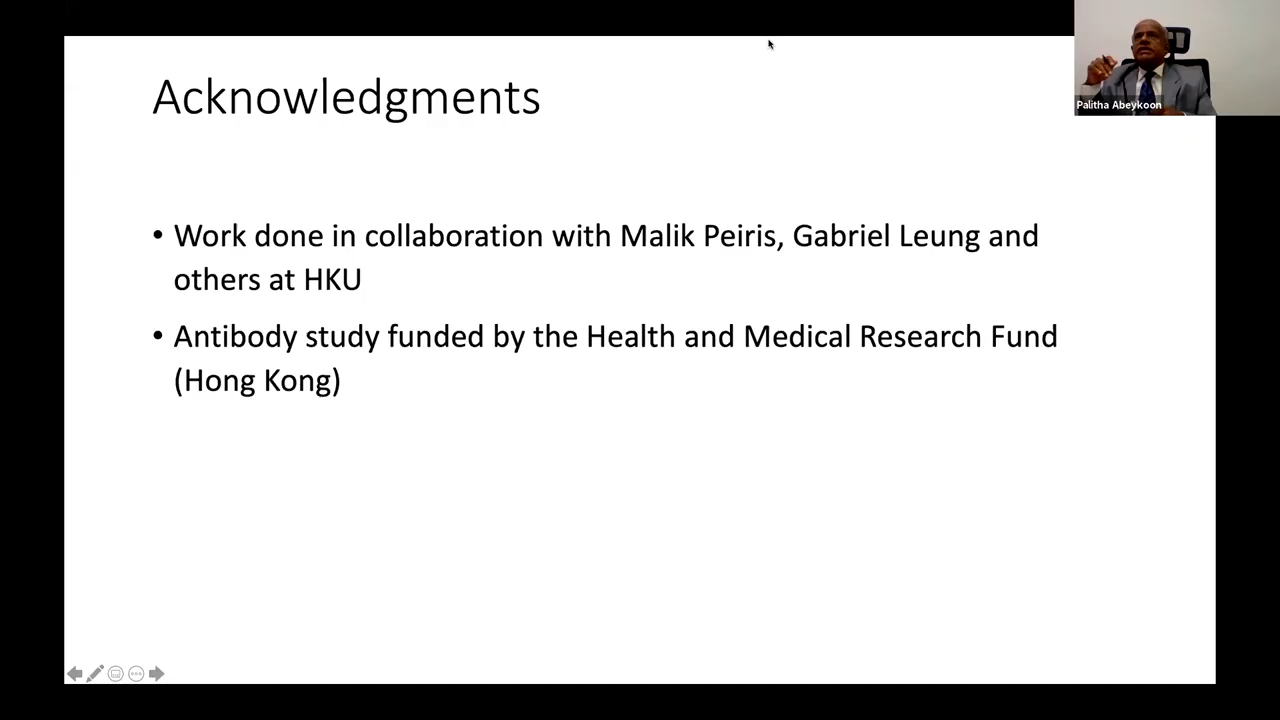 Acknowledgments
Palitha Abeykoon
• Work done in collaboration with Malik Peiris, Gabriel Leung and
others at HKU
• Antibody study funded by the Health and Medical Research Fund
(Hong Kong)